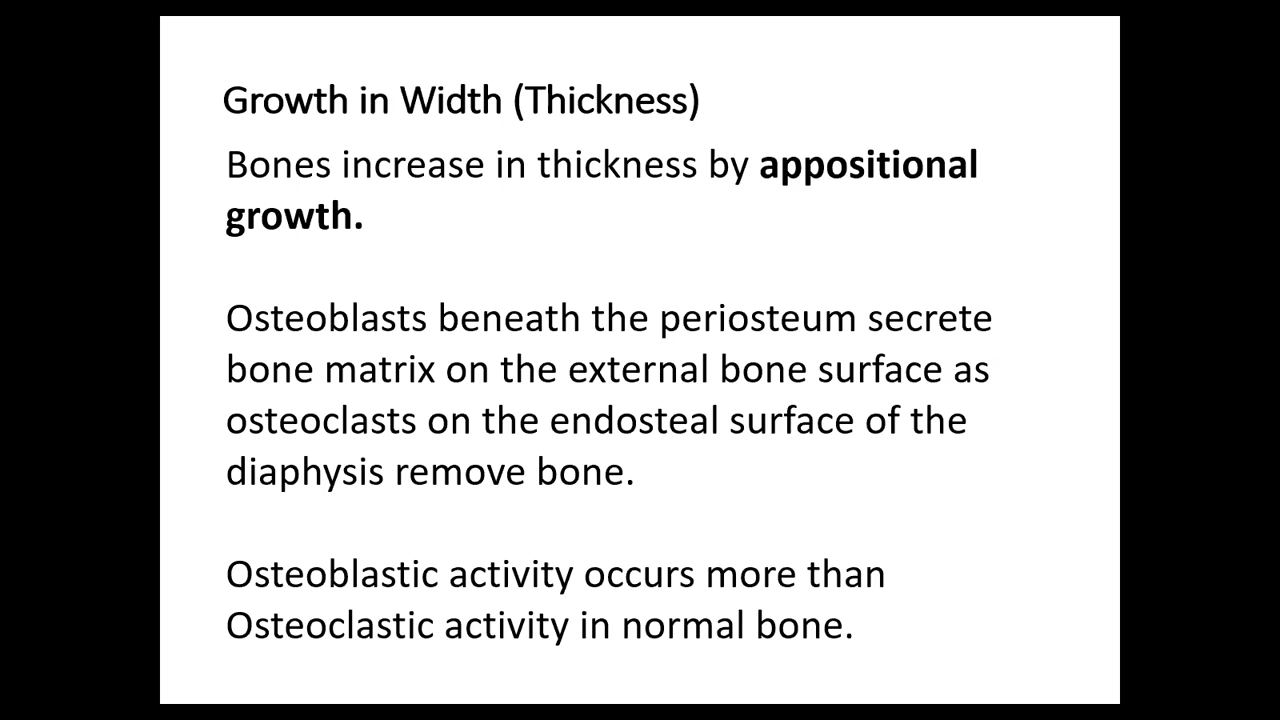 Growth in Width (Thickness)
Bones increase in thickness by appositional
growth.
Osteoblasts beneath the periosteum secrete
bone matrix on the external bone surface as
osteoclasts on the endosteal surface of the
diaphysis remove bone.
Osteoblastic activity occurs more than
Osteoclastic activity in normal bone.